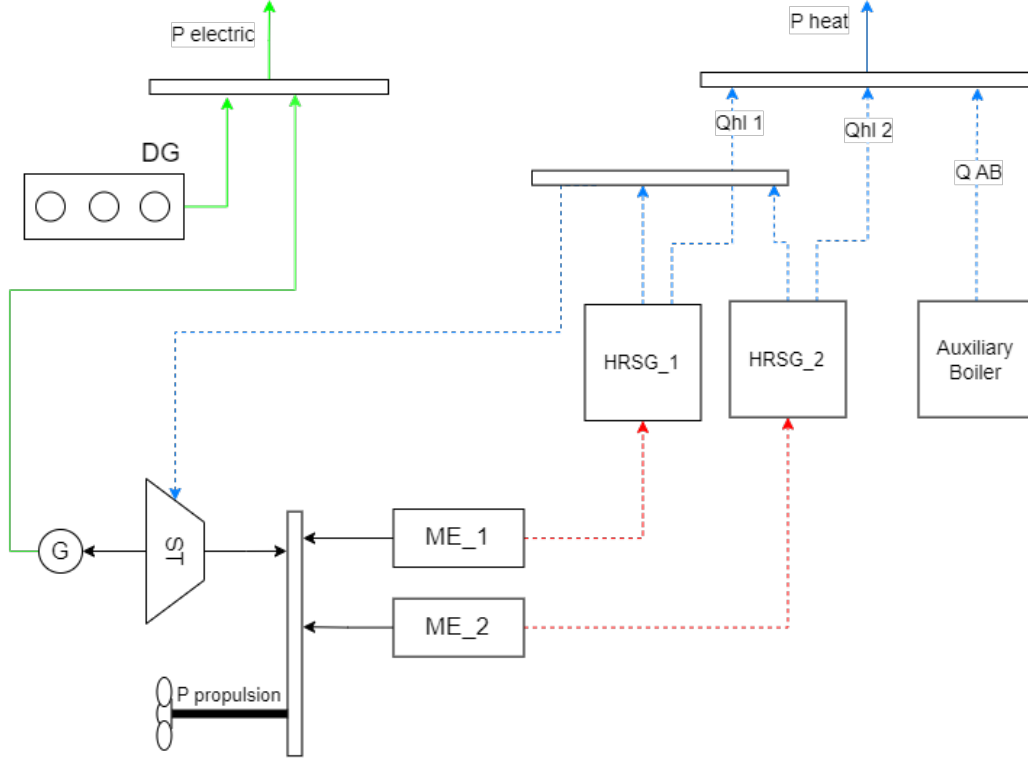 P electric
P heat
Qhl 1
Qhl 2
DG
Q AB
HRSG_1
HRSG_2
Auxiliary
Boiler
ME_1
G
ST
ME_2
P propulsion